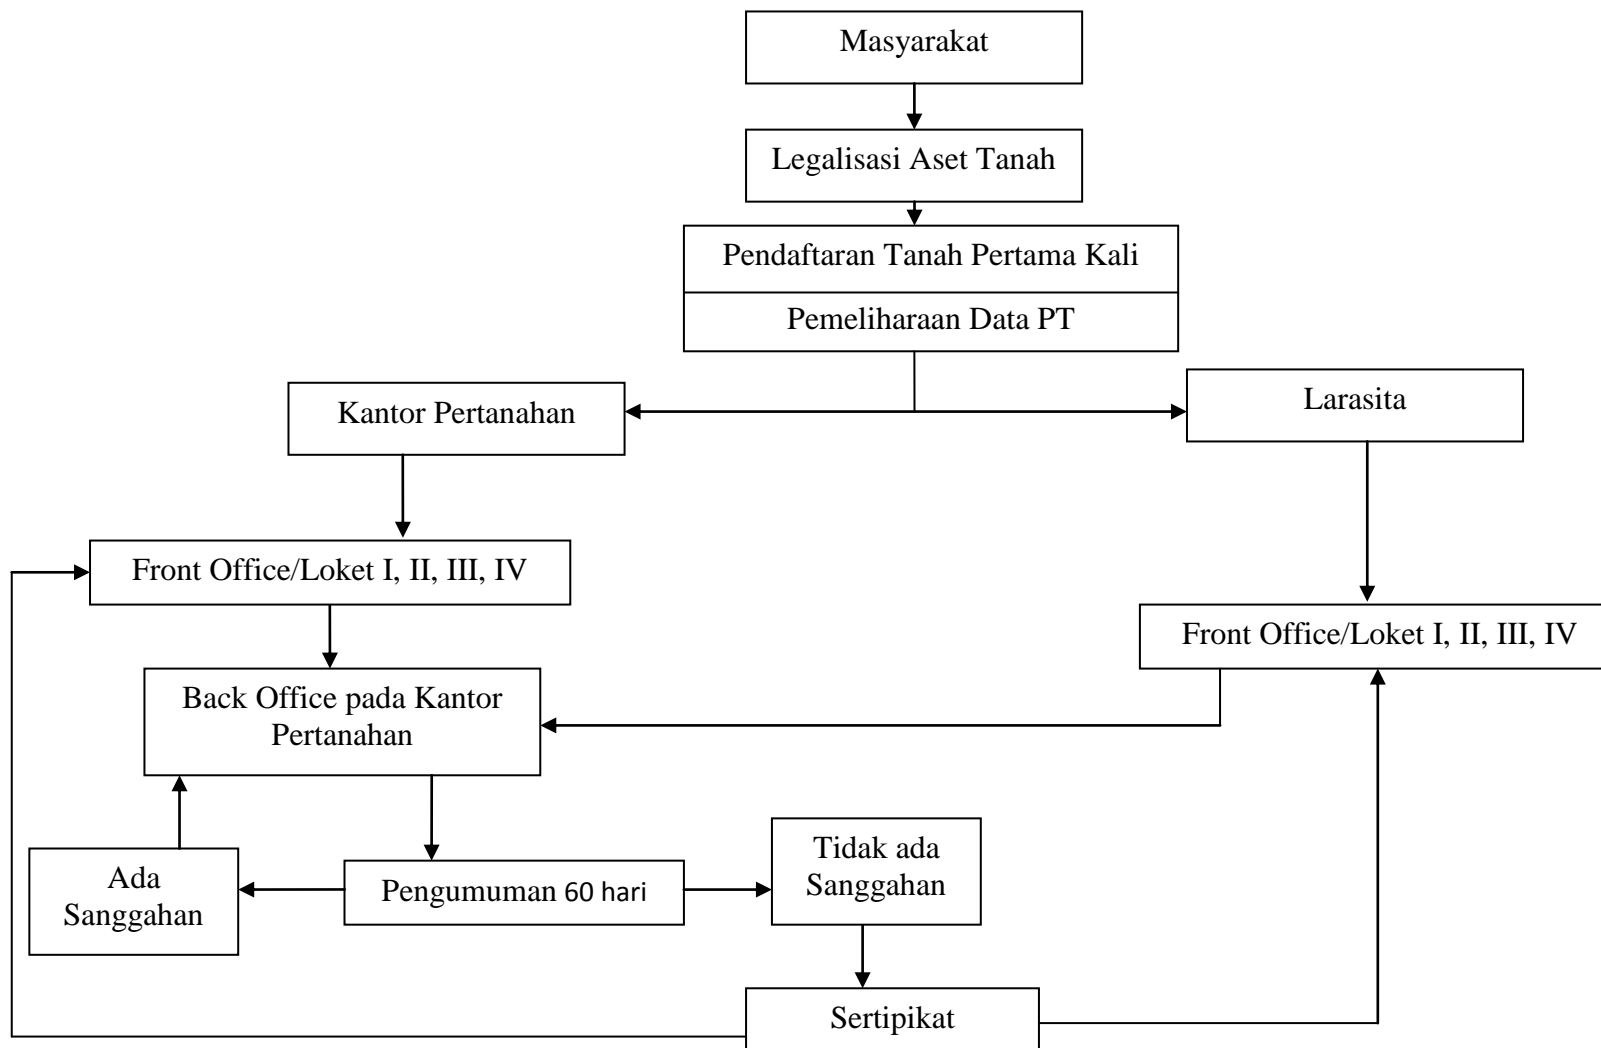 Masyarakat
Legalisasi Aset Tanah
Pendaftaran Tanah Pertama Kali
Pemeliharaan Data PT
Kantor Pertanahan
Larasita
Front Office/Loket I, II, III, IV
Front Office/Loket I, II, III, IV
Back Office pada Kantor
Pertanahan
Ada
Sanggahan
Pengumuman 60 hari
Tidak ada
Sanggahan
Sertipikat